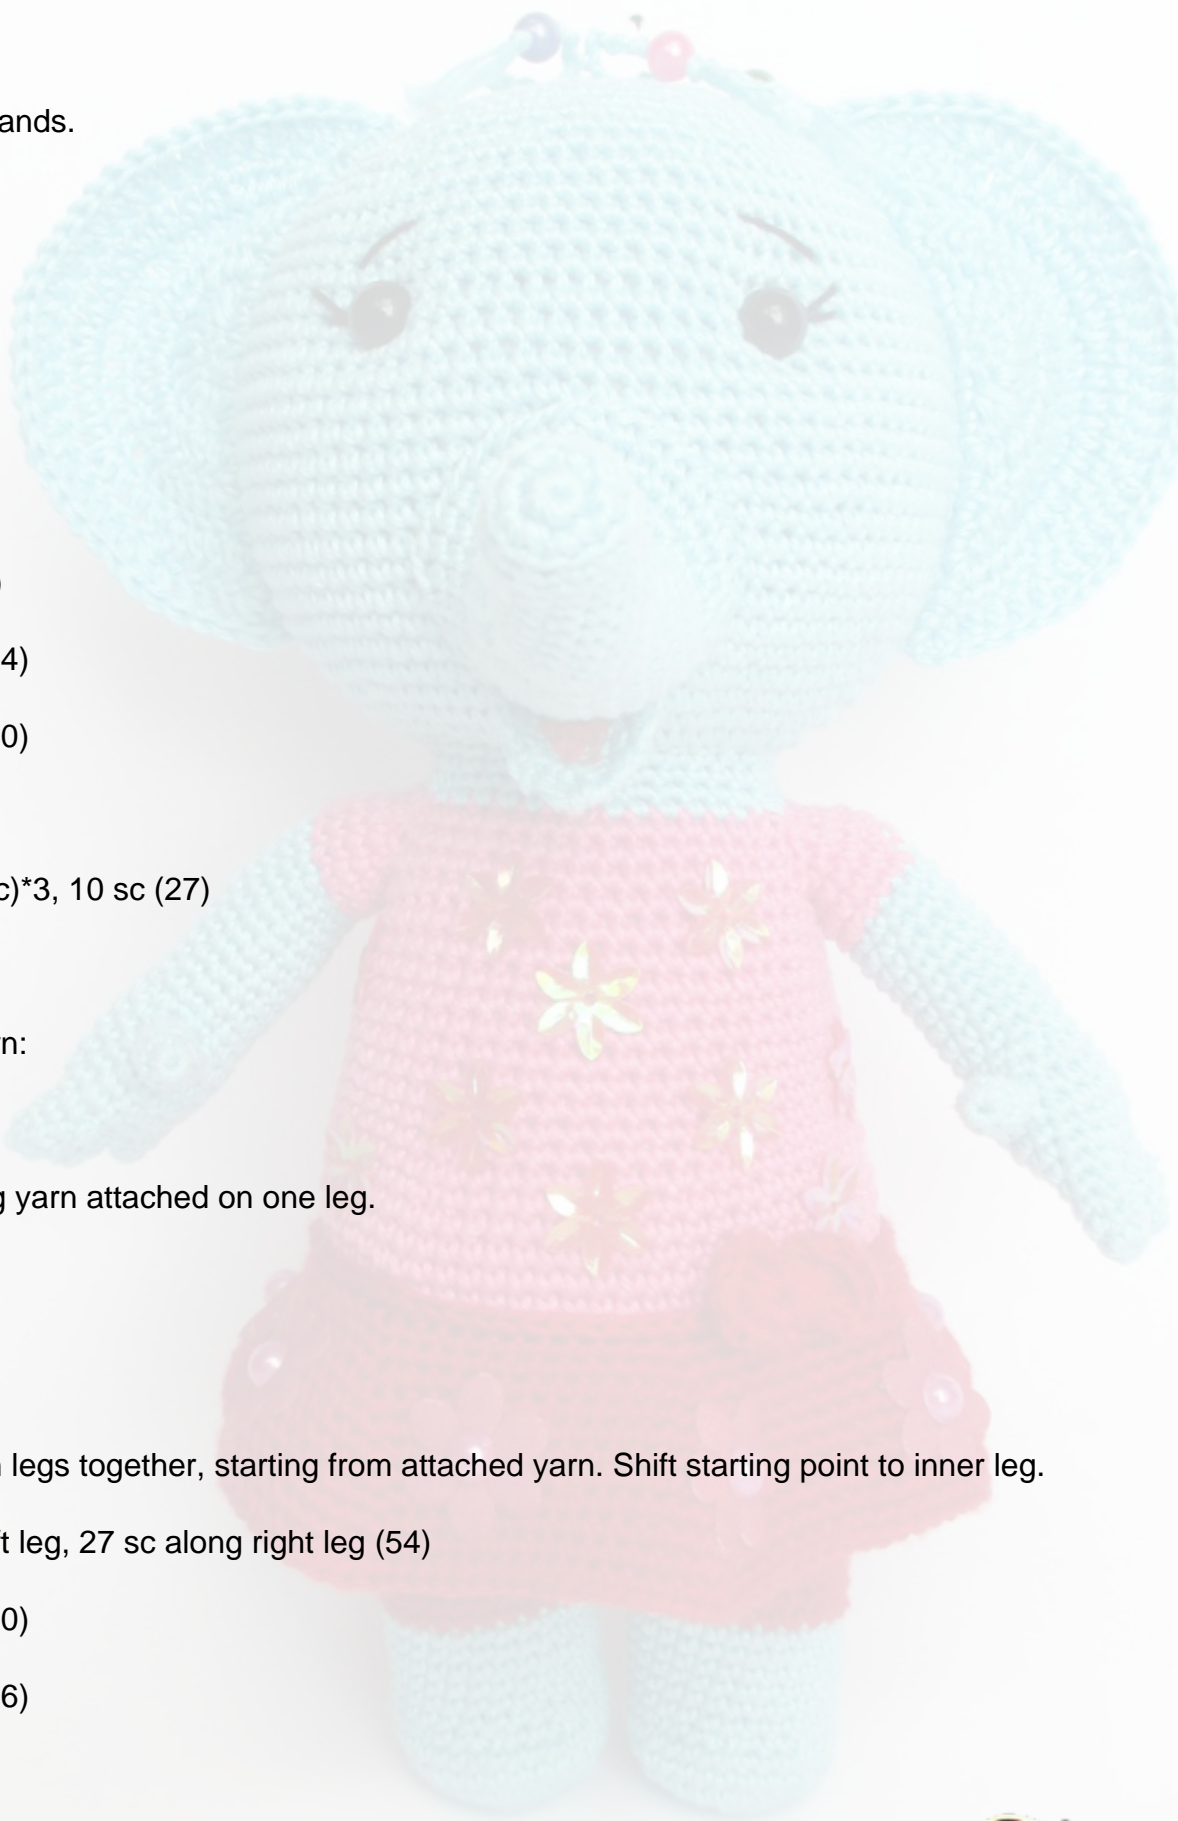 ands.
)
4)
0)
c)*3, 10 sc (27)
n:
g yarn attached on one leg.
legs together, starting from attached yarn. Shift starting point to inner leg.
t leg, 27 sc along right leg (54)
0)
6)